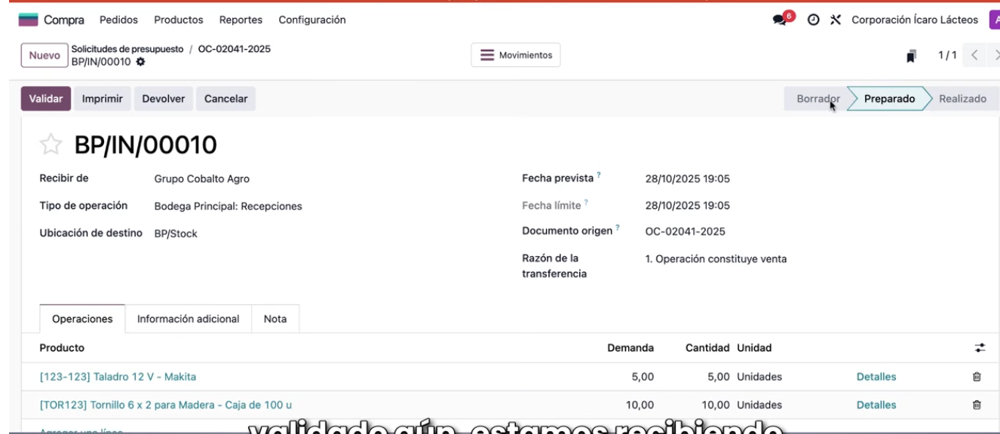 Compra Pedidos Productos Reportes Configuración 6 Corporación Ícaro Lácteos A
Nuevo Solicitudes de presupuesto / OC-02041-2025
BP/IN/00010
Movimientos
1/1
Validar Imprimir Devolver Cancelar Borrador Preparado Realizado
BP/IN/00010
Recibir de Grupo Cobalto Agro Fecha prevista ? 28/10/2025 19:05
Tipo de operación Bodega Principal: Recepciones Fecha límite ? 28/10/2025 19:05
Ubicación de destino BP/Stock Documento origen ? OC-02041-2025
Razón de la transferencia 1. Operación constituye venta
Operaciones Información adicional Nota
Producto Demanda Cantidad Unidad
[123-123] Taladro 12 V - Makita 5,00 5,00 Unidades Detalles
[TOR123] Tornillo 6 x 2 para Madera - Caja de 100 u 10,00 10,00 Unidades Detalles
Agregar una línea
validado aún, estamos recibiendo